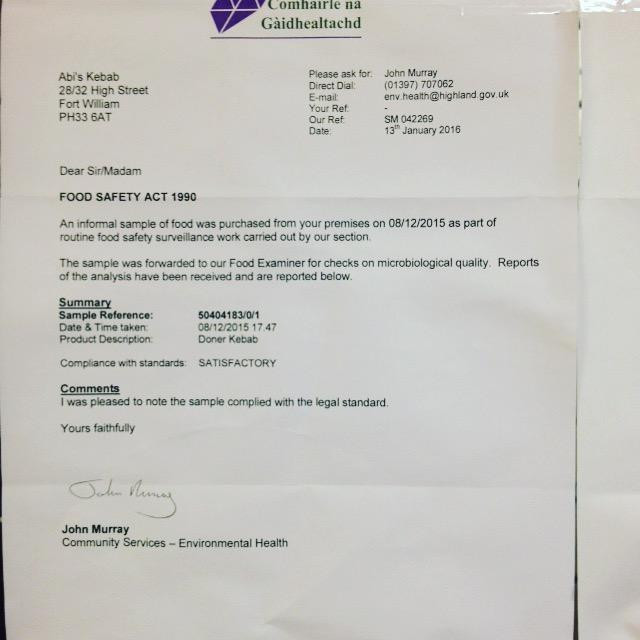 Comhairle na
Gàidhealtachd
Abi's Kebab
28/32 High Street
Fort William
PH33 6AT
Please ask for: John Murray
Direct Dial: (01397) 707062
E-mail: env.health@highland.gov.uk
Your Ref: -
Our Ref: SM 042269
Date: 13th January 2016
Dear Sir/Madam
FOOD SAFETY ACT 1990
An informal sample of food was purchased from your premises on 08/12/2015 as part of
routine food safety surveillance work carried out by our section.
The sample was forwarded to our Food Examiner for checks on microbiological quality. Reports
of the analysis have been received and are reported below.
Summary
Sample Reference: 50404183/0/1
Date & Time taken: 08/12/2015 17.47
Product Description: Doner Kebab
Compliance with standards: SATISFACTORY
Comments
I was pleased to note the sample complied with the legal standard.
Yours faithfully
John Murray
John Murray
Community Services – Environmental Health